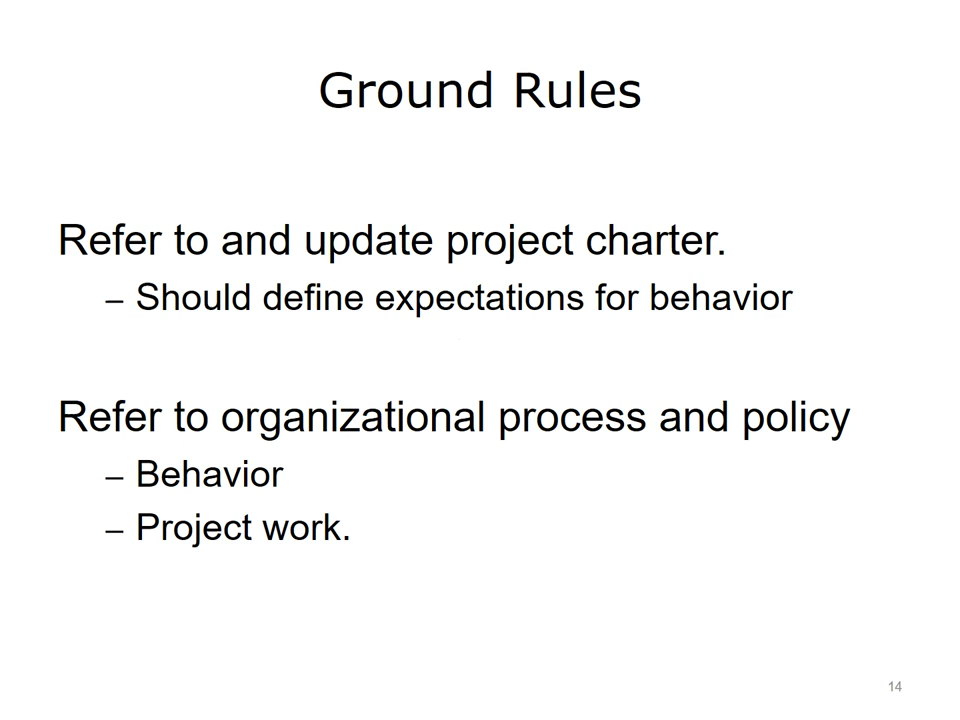 Ground Rules
Refer to and update project charter.
– Should define expectations for behavior
Refer to organizational process and policy
– Behavior
– Project work.
14